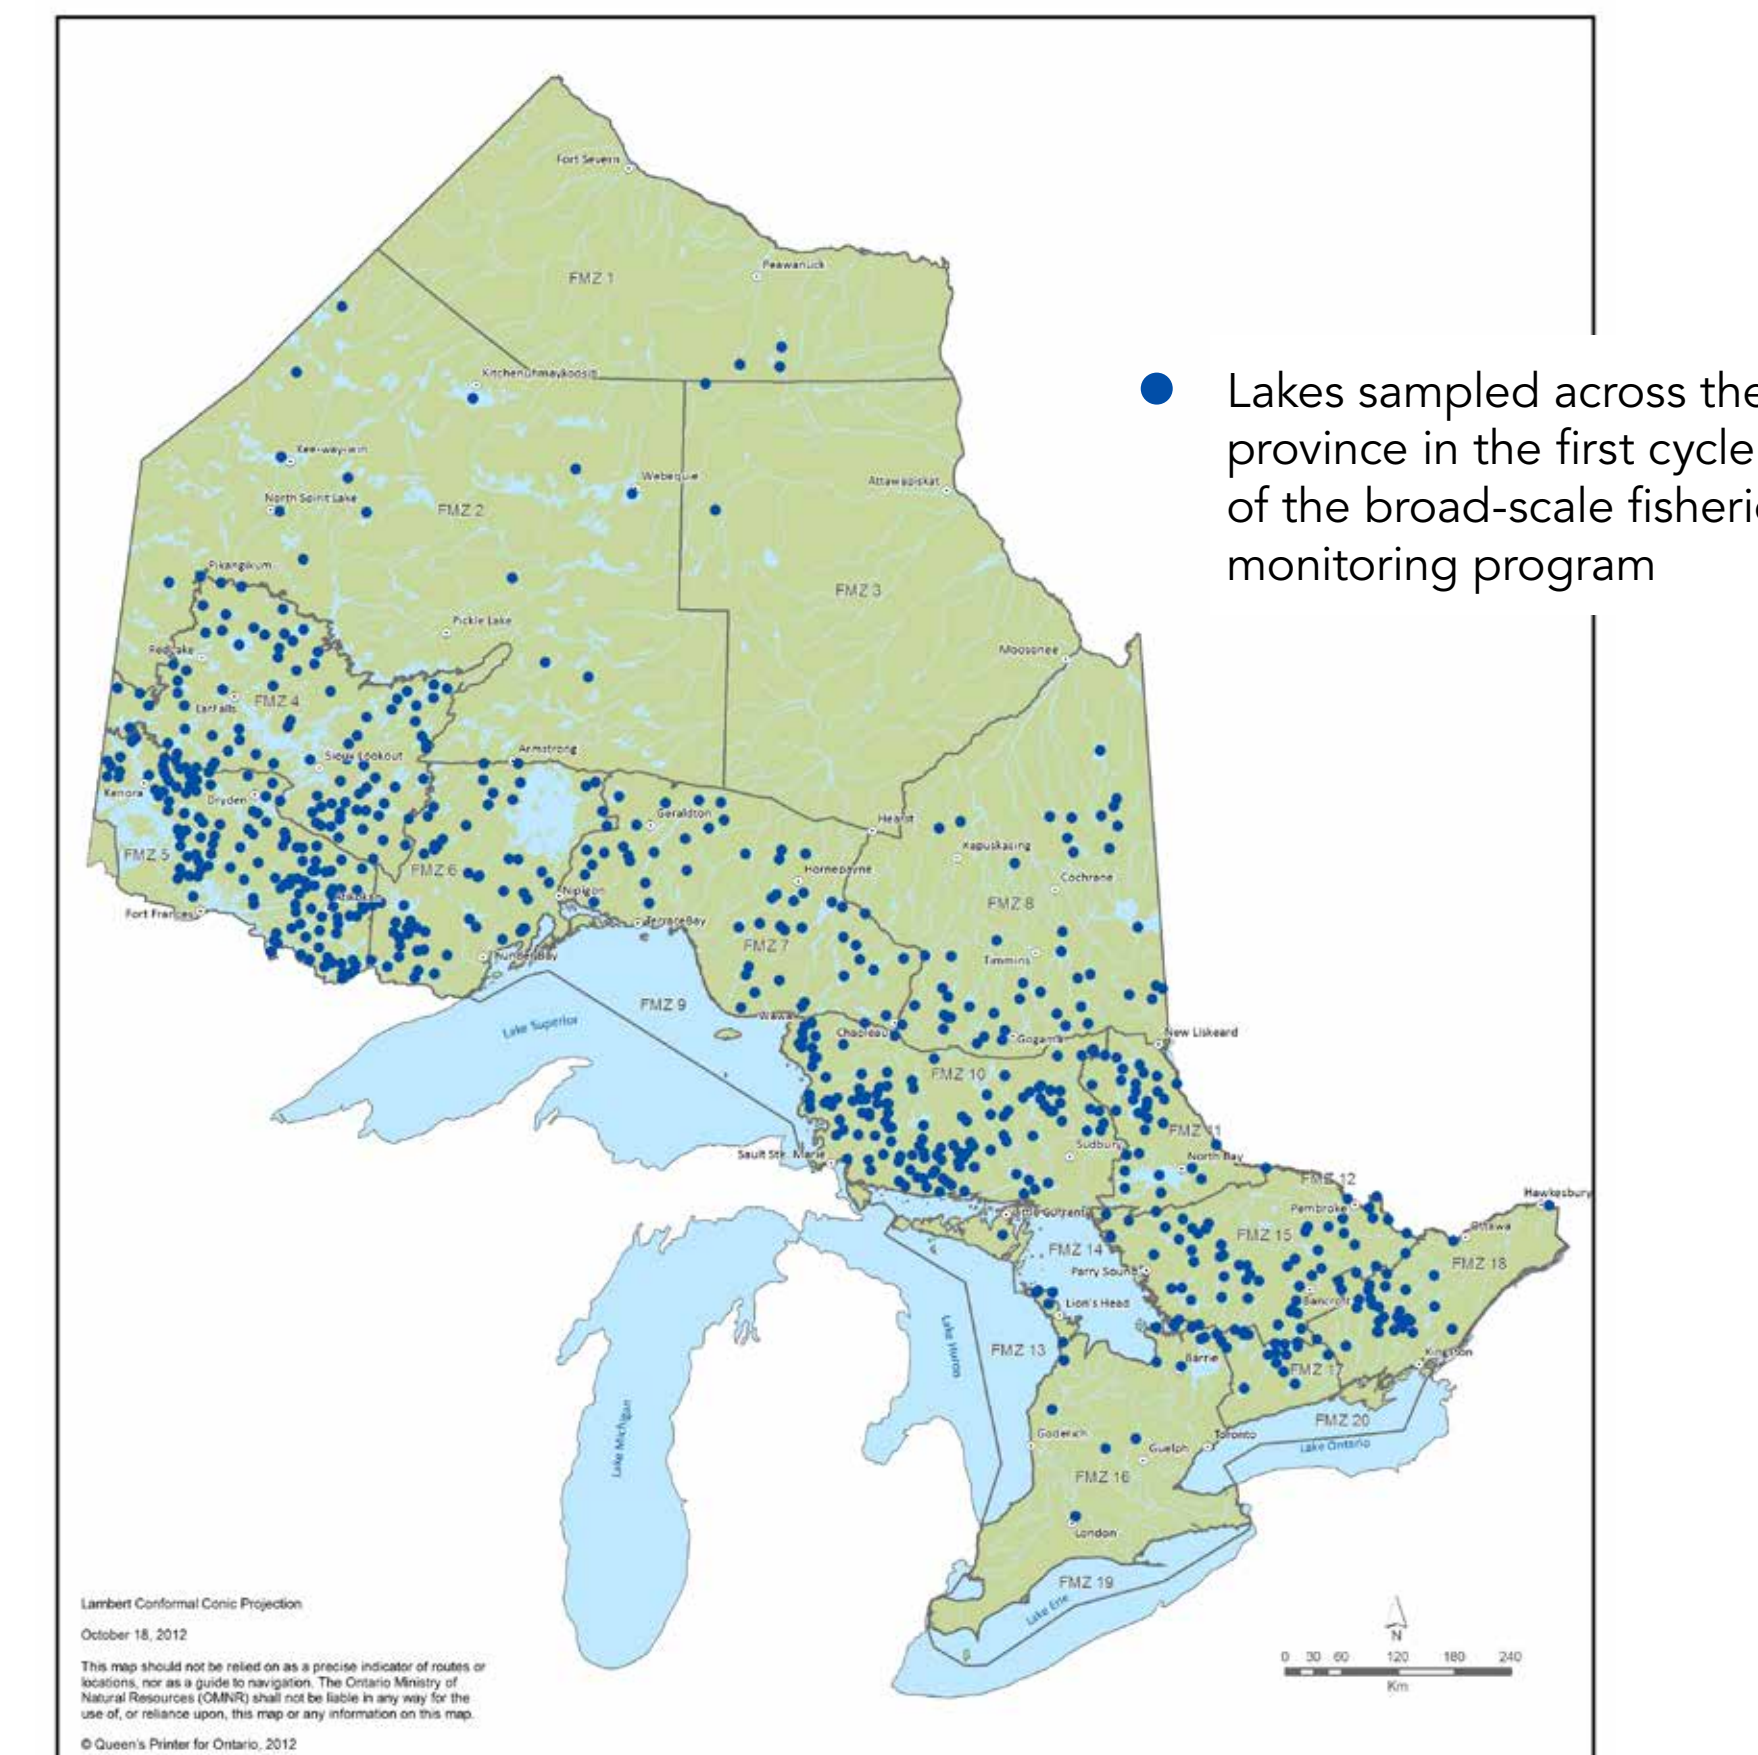 Fort Severn
Peawanuck
FMZ 1
Kitchenuhmaykoosib
Lakes sampled across the
province in the first cycle
of the broad-scale fisheri
monitoring program
Kee-way-win
Webequie
Attawapiskat
North Spirit Lake
FMZ 2
Pikangikum
FMZ 3
Pickle Lake
Red Lake
Moosonee
Ear Falls
FMZ 4
Sioux Lookout
Armstrong
Kenora
Dryden
Geraldton
Hearst
Kapuskasing
FMZ 5
FMZ 6
Hornepayne
Cochrane
Atikokan
Nipigon
FMZ 8
Fort Frances
Terrace Bay
FMZ 7
Thunder Bay
Timmins
FMZ 9
Wawa
Lake Superior
Chapleau
Gogama
New Liskeard
FMZ 10
FMZ 11
Sudbury
Sault Ste. Marie
North Bay
FMZ 12
Hawkesbury
Pembroke
Little Current
Ottawa
FMZ 15
FMZ 14
FMZ 18
Parry Sound
Lion's Head
Bancroft
Lake Huron
FMZ 13
Barrie
Kingston
FMZ 17
Lake Michigan
FMZ 20
Goderich
Guelph
Toronto
Lake Ontario
FMZ 16
London
FMZ 19
Lake Erie
Lambert Conformal Conic Projection
October 18, 2012
This map should not be relied on as a precise indicator of routes or
locations, nor as a guide to navigation. The Ontario Ministry of
Natural Resources (OMNR) shall not be liable in any way for the
use of, or reliance upon, this map or any information on this map.
© Queen's Printer for Ontario, 2012
N
0 30 60 120 180 240
Km